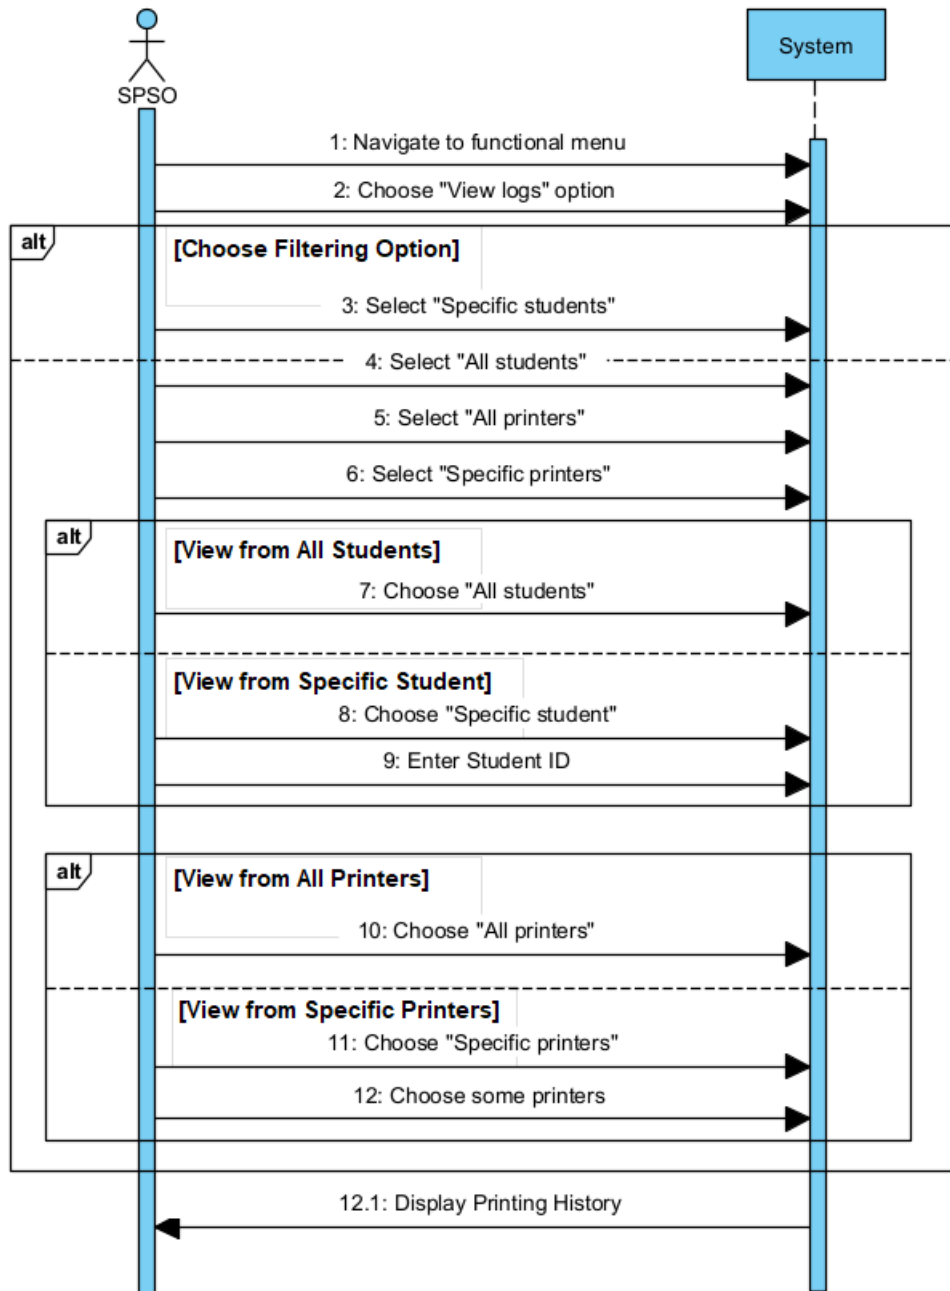 SPSO
System
1: Navigate to functional menu
2: Choose "View logs" option
alt
[Choose Filtering Option]
3: Select "Specific students"
4: Select "All students"
5: Select "All printers"
6: Select "Specific printers"
alt
[View from All Students]
7: Choose "All students"
[View from Specific Student]
8: Choose "Specific student"
9: Enter Student ID
alt
[View from All Printers]
10: Choose "All printers"
[View from Specific Printers]
11: Choose "Specific printers"
12: Choose some printers
12.1: Display Printing History